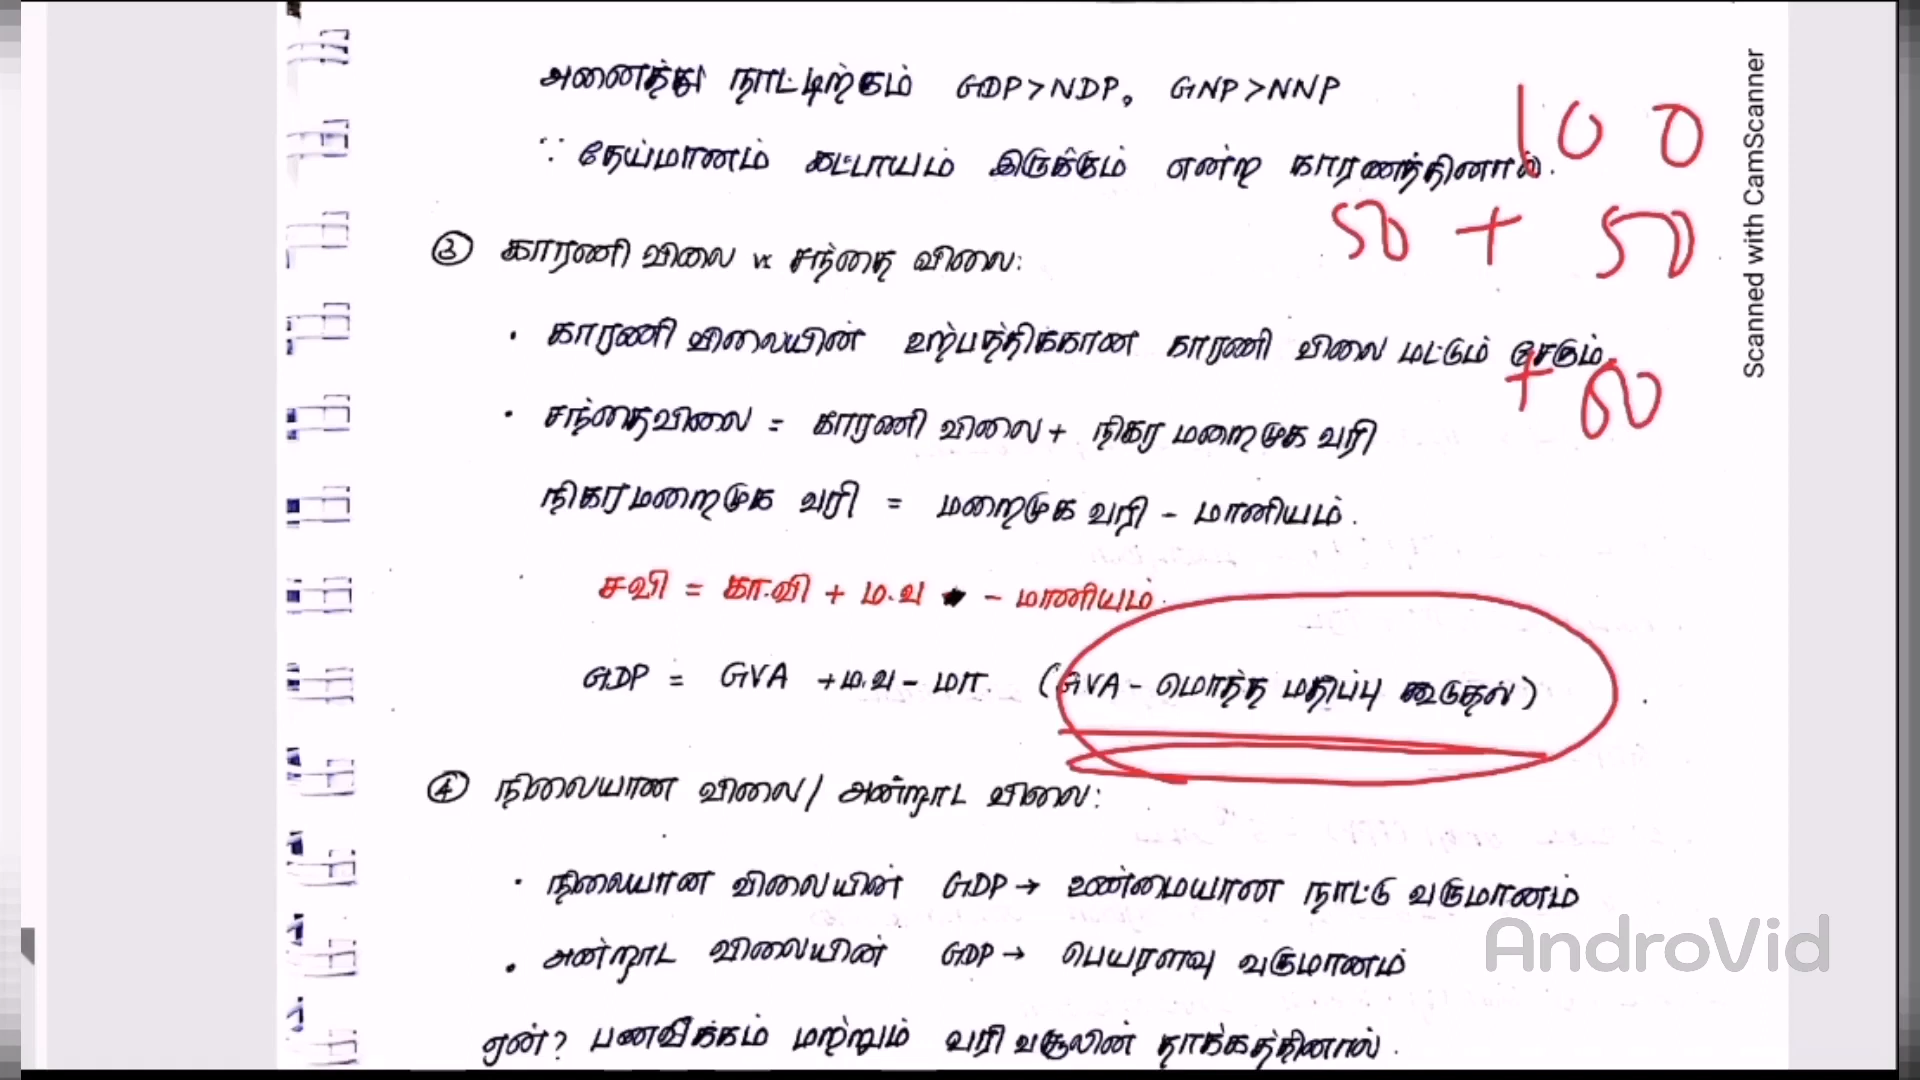 அனைத்து நாட்டிற்கும் GDP > NDP, GNP > NNP
∵ தேய்மானம் கட்டாயம் இருக்கும் என்ற காரணத்தினால்.
100
50 + 50
③ காரணி விலை vs சந்தை விலை:
· காரணி விலையின் உற்பத்திக்கான காரணி விலை மட்டும் சேரும்.
+ 60
· சந்தைவிலை = காரணி விலை + நிகர மறைமுக வரி
நிகரமறைமுக வரி = மறைமுக வரி - மானியம்.
சவி = கா.வி + ம.வ - மானியம்.
GDP = GVA + ம.வ - மா. (GVA - மொத்த மதிப்பு கூடுதல்)
④ நிலையான விலை / அன்றாட விலை:
· நிலையான விலையின் GDP → உண்மையான நாட்டு வருமானம்
· அன்றாட விலையின் GDP → பெயரளவு வருமானம்
ஏன்? பணவீக்கம் மற்றும் வரி வசூலின் தாக்கத்தினால்.
Scanned with CamScanner
AndroVid